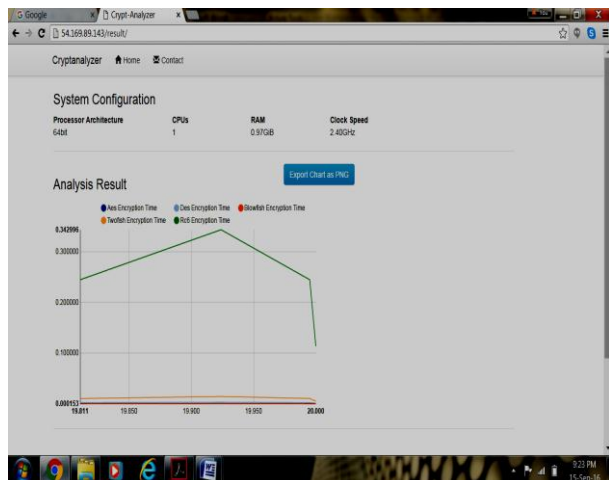 Google
Crypt-Analyzer
54.169.89.143/result/
Cryptanalyzer Home Contact
System Configuration
Processor Architecture CPUs RAM Clock Speed
64bit 1 0.97GiB 2.40GHz
Export Chart as PNG
Analysis Result
Aes Encryption Time Des Encryption Time Blowfish Encryption Time
Twofish Encryption Time Rc6 Encryption Time
0.342996
0.300000
0.200000
0.100000
0.000153
19.811 19.850 19.900 19.950 20.000
9:23 PM
15-Sep-16